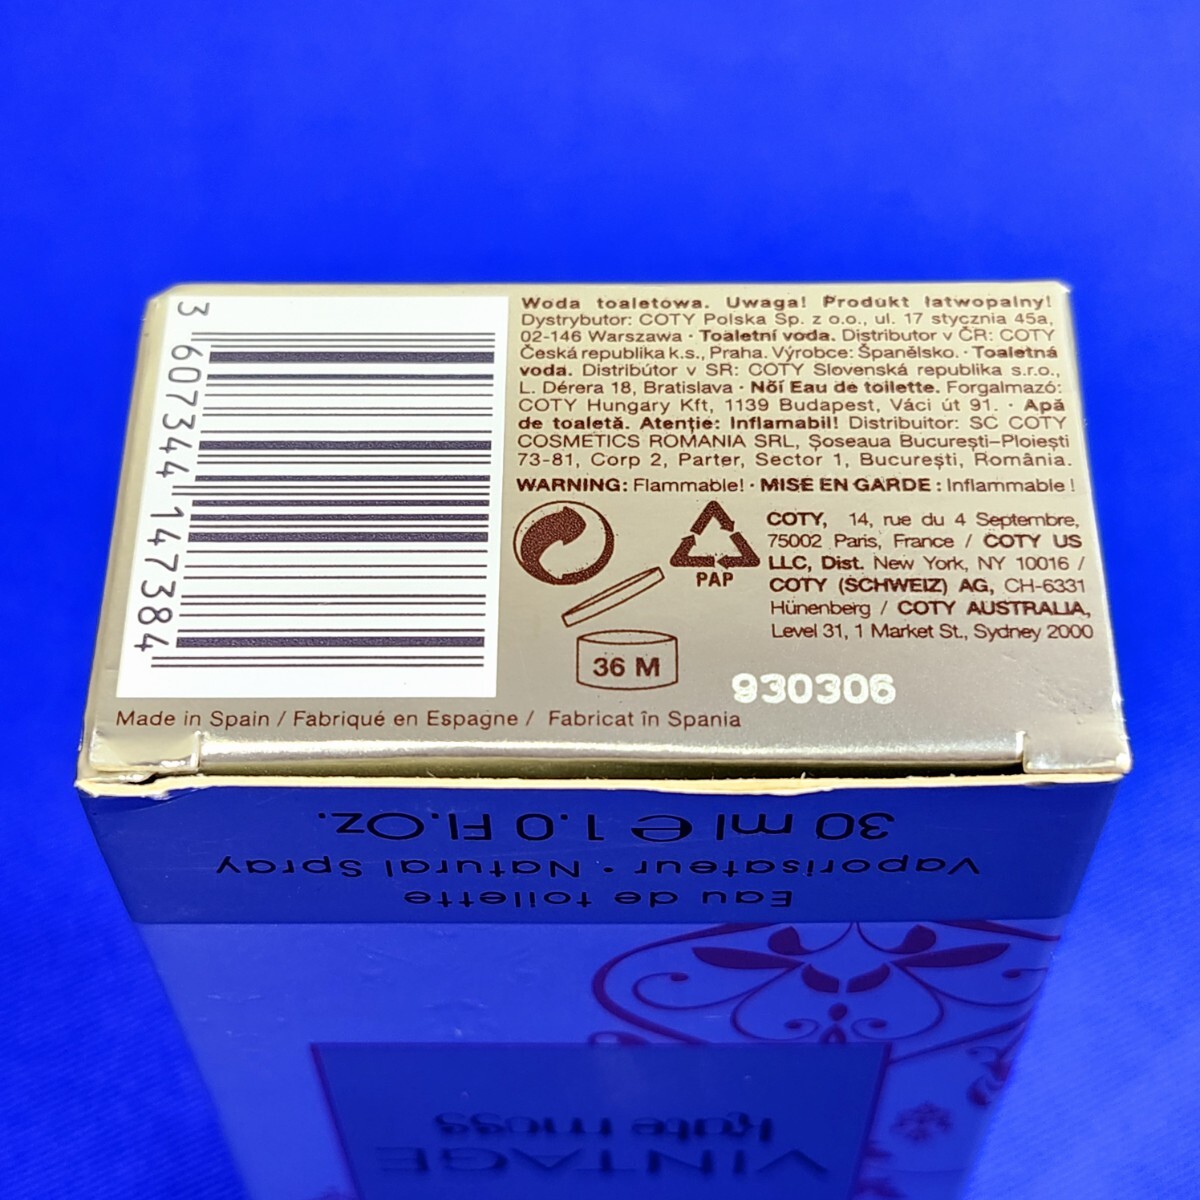 3 607344 147384
Woda toaletowa. Uwaga! Produkt łatwopalny!
Dystrybutor: COTY Polska Sp. z o.o., ul. 17 stycznia 45a,
02-146 Warszawa · Toaletní voda. Distributor v ČR: COTY
Česká republika k.s., Praha. Výrobce: Španělsko. · Toaletná
voda. Distribútor v SR: COTY Slovenská republika s.r.o.,
L. Dérera 18, Bratislava · Női Eau de toilette. Forgalmazó:
COTY Hungary Kft, 1139 Budapest, Váci út 91. · Apă
de toaletă. Atenție: Inflamabil! Distribuitor: SC COTY
COSMETICS ROMANIA SRL, Șoseaua București-Ploiești
73-81, Corp 2, Parter, Sector 1, București, România.
WARNING: Flammable! · MISE EN GARDE : Inflammable !
PAP
COTY, 14, rue du 4 Septembre,
75002 Paris, France / COTY US
LLC, Dist. New York, NY 10016 /
COTY (SCHWEIZ) AG, CH-6331
Hünenberg / COTY AUSTRALIA,
Level 31, 1 Market St., Sydney 2000
36 M
930306
Made in Spain / Fabriqué en Espagne / Fabricat în Spania
30 ml e 1.0 Fl.Oz.
Vaporisateur · Natural Spray
Eau de toilette
kate moss
VINTAGE